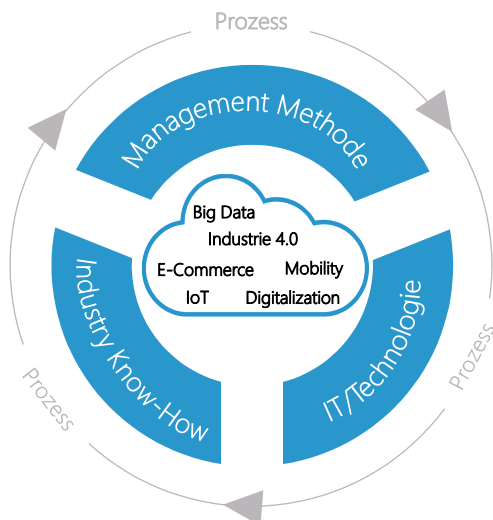 Prozess
Management Methode
Big Data
Industrie 4.0
E-Commerce Mobility
IoT Digitalization
Industry Know-How
IT/Technologie
Prozess
Prozess